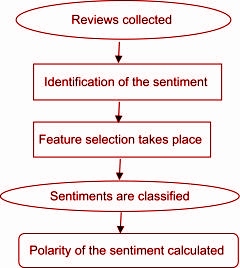 Reviews collected
Identification of the sentiment
Feature selection takes place
Sentiments are classified
Polarity of the sentiment calculated